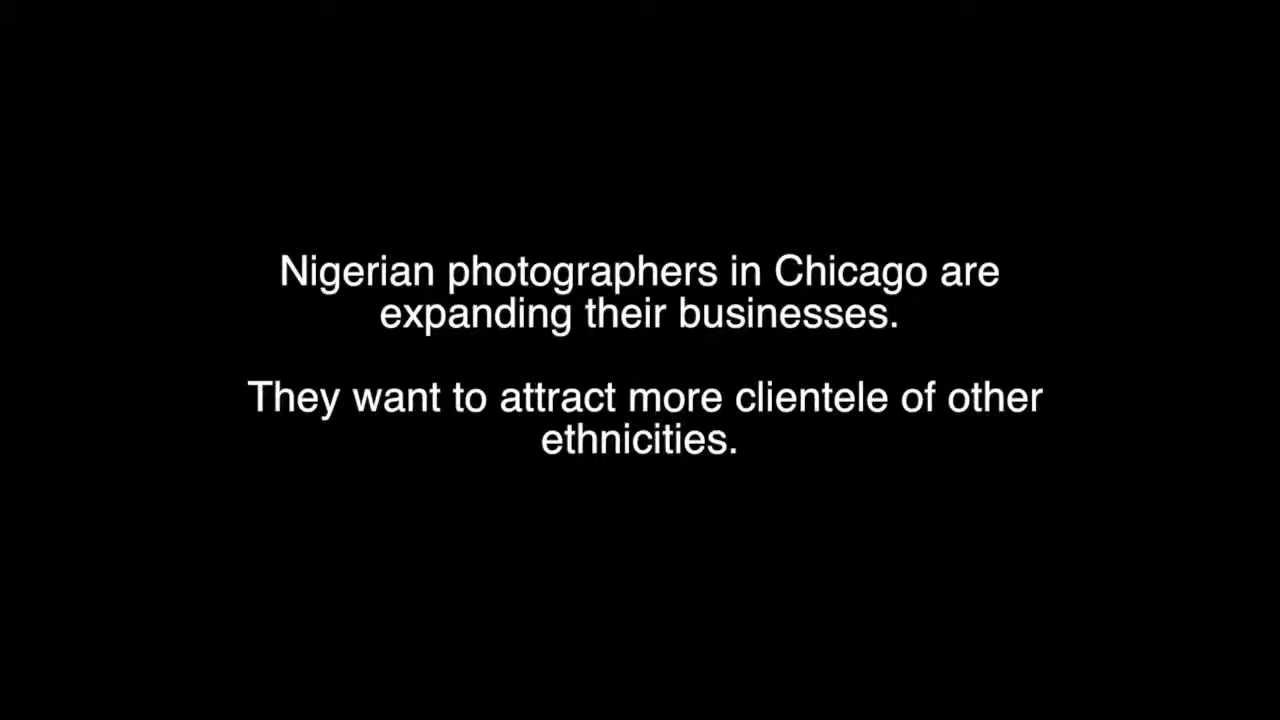 Nigerian photographers in Chicago are
expanding their businesses.
They want to attract more clientele of other
ethnicities.